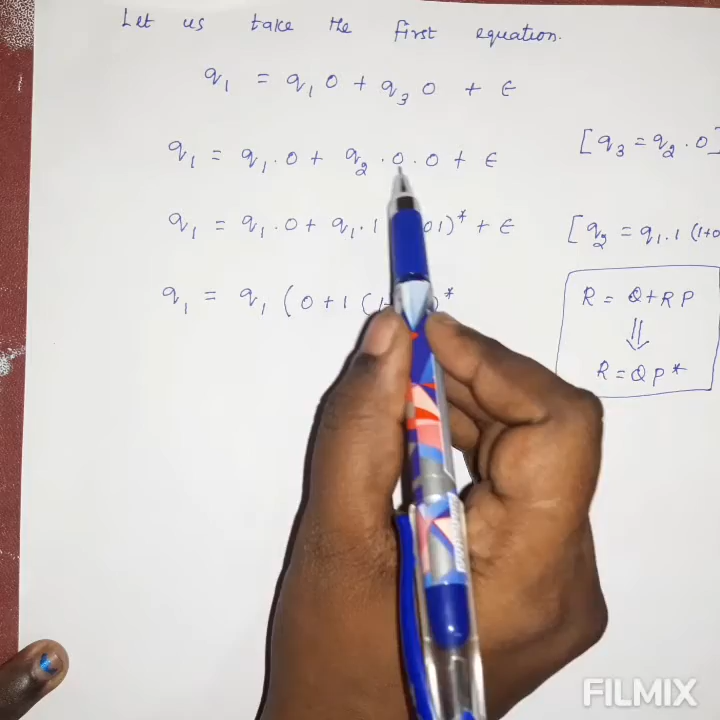 Let us take the first equation.
q1 = q1 0 + q3 0 + ε
q1 = q1 . 0 + q2 . 0 . 0 + ε
[q3 = q2 . 0]
q1 = q1 . 0 + q1 . 1 01)* + ε
[q2 = q1 . 1 (1+0
q1 = q1 (0 + 1 (1+ )*
R = Q + RP
⇓
R = QP*
FILMIX